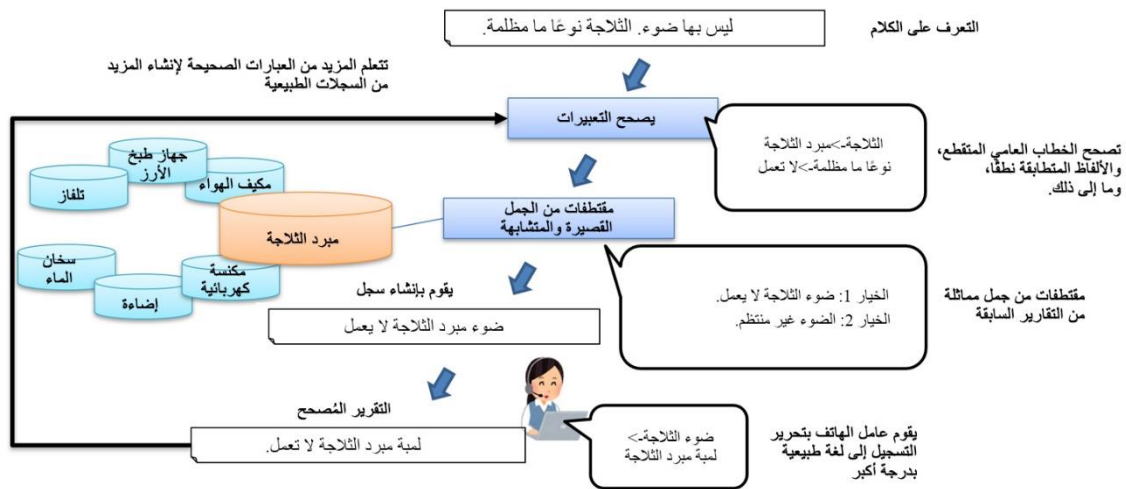 التعرف على الكلام
ليس بها ضوء. الثلاجة نوعًا ما مظلمة.
تتعلم المزيد من العبارات الصحيحة لإنشاء المزيد
من السجلات الطبيعية
يصحح التعبيرات
الثلاجة->مبرد الثلاجة
نوعًا ما مظلمة->لا تعمل
تصحح الخطاب العامي المتقطع،
والألفاظ المتطابقة نطقًا،
وما إلى ذلك.
جهاز طبخ
الأرز
تلفاز
مكيف الهواء
مبرد الثلاجة
سخان
الماء
إضاءة
مكنسة
كهربائية
مقتطفات من الجمل
القصيرة والمتشابهة
الخيار 1: ضوء الثلاجة لا يعمل.
الخيار 2: الضوء غير منتظم.
مقتطفات من جمل مماثلة
من التقارير السابقة
يقوم بإنشاء سجل
ضوء مبرد الثلاجة لا يعمل
التقرير المُصحح
لمبة مبرد الثلاجة لا تعمل.
ضوء الثلاجة->
لمبة مبرد الثلاجة
يقوم عامل الهاتف بتحرير
التسجيل إلى لغة طبيعية
بدرجة أكبر